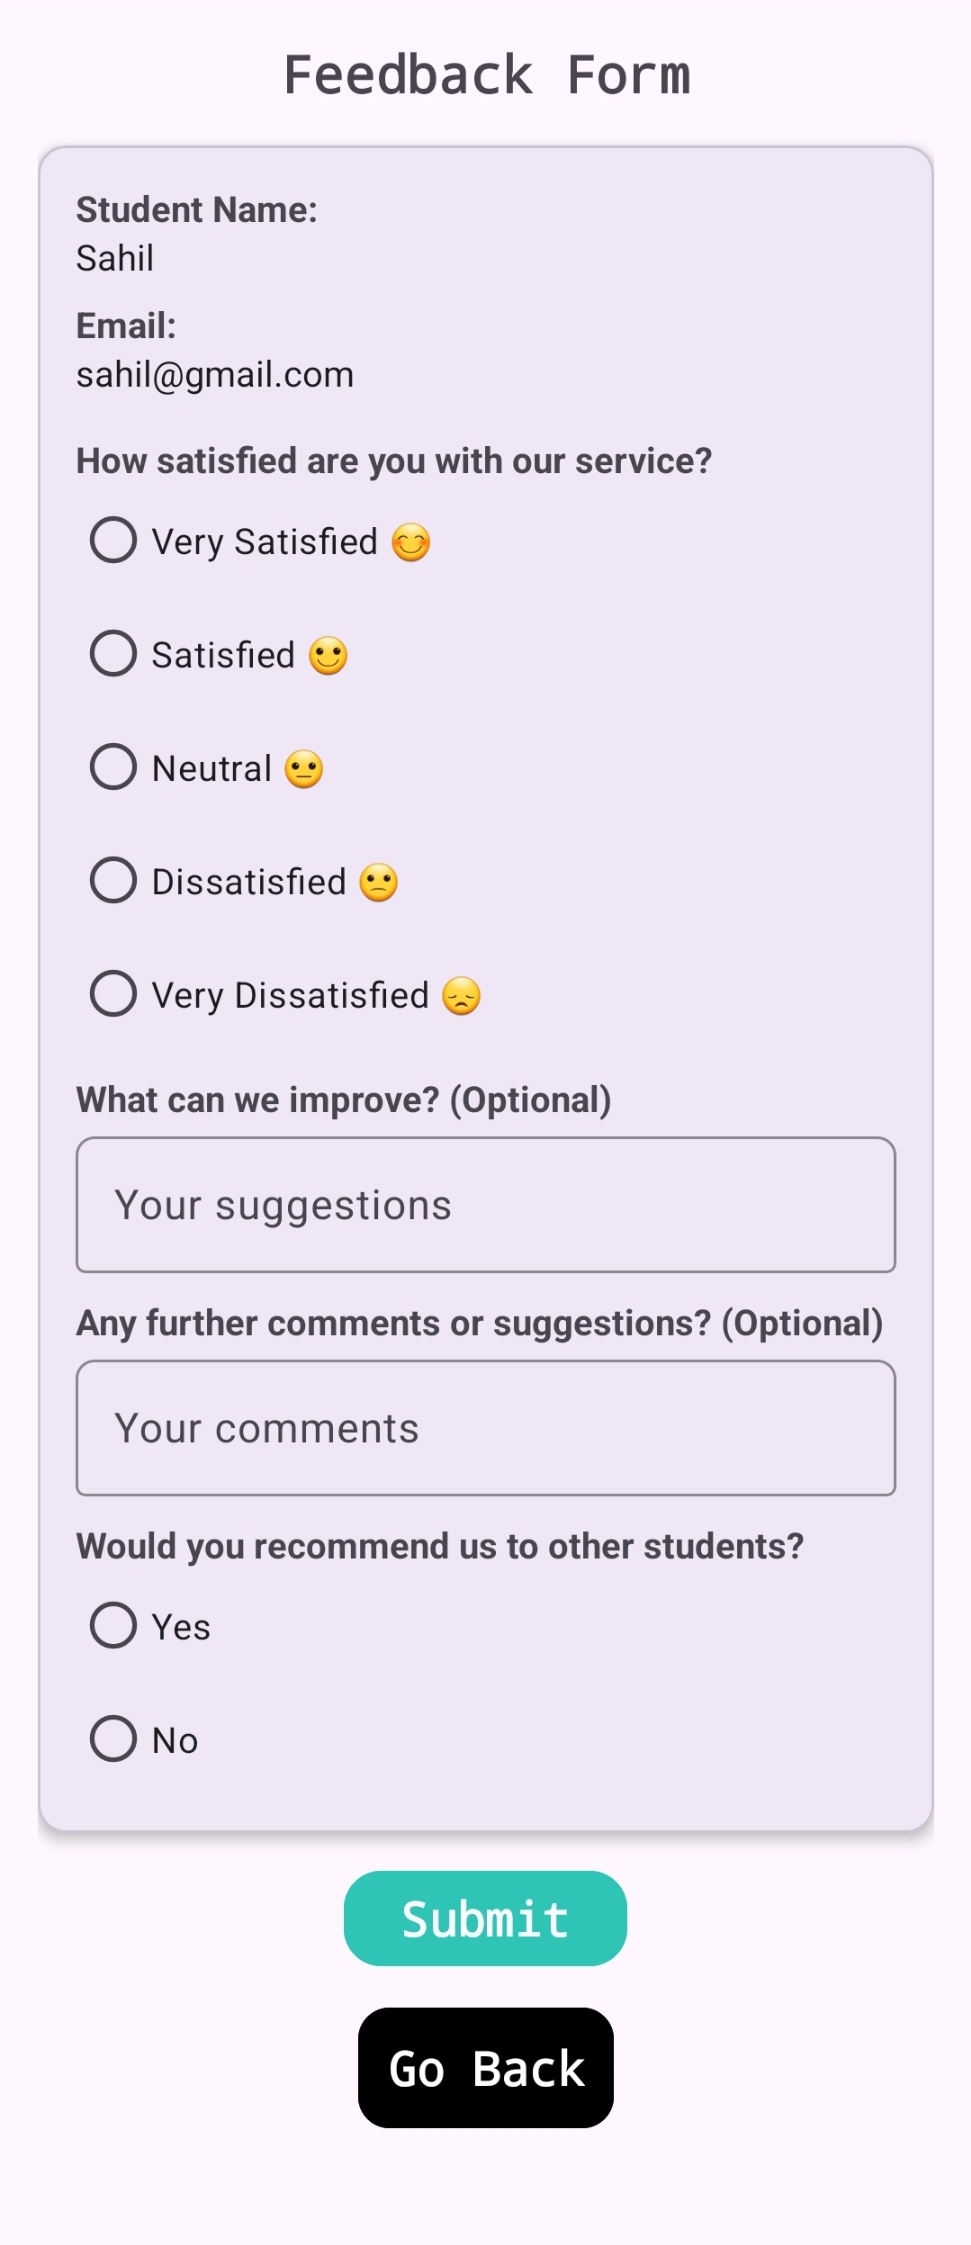 Feedback Form
Student Name:
Sahil
Email:
sahil@gmail.com
How satisfied are you with our service?
Very Satisfied 😊
Satisfied 🙂
Neutral 😐
Dissatisfied 🙁
Very Dissatisfied 😞
What can we improve? (Optional)
Your suggestions
Any further comments or suggestions? (Optional)
Your comments
Would you recommend us to other students?
Yes
No
Submit
Go Back